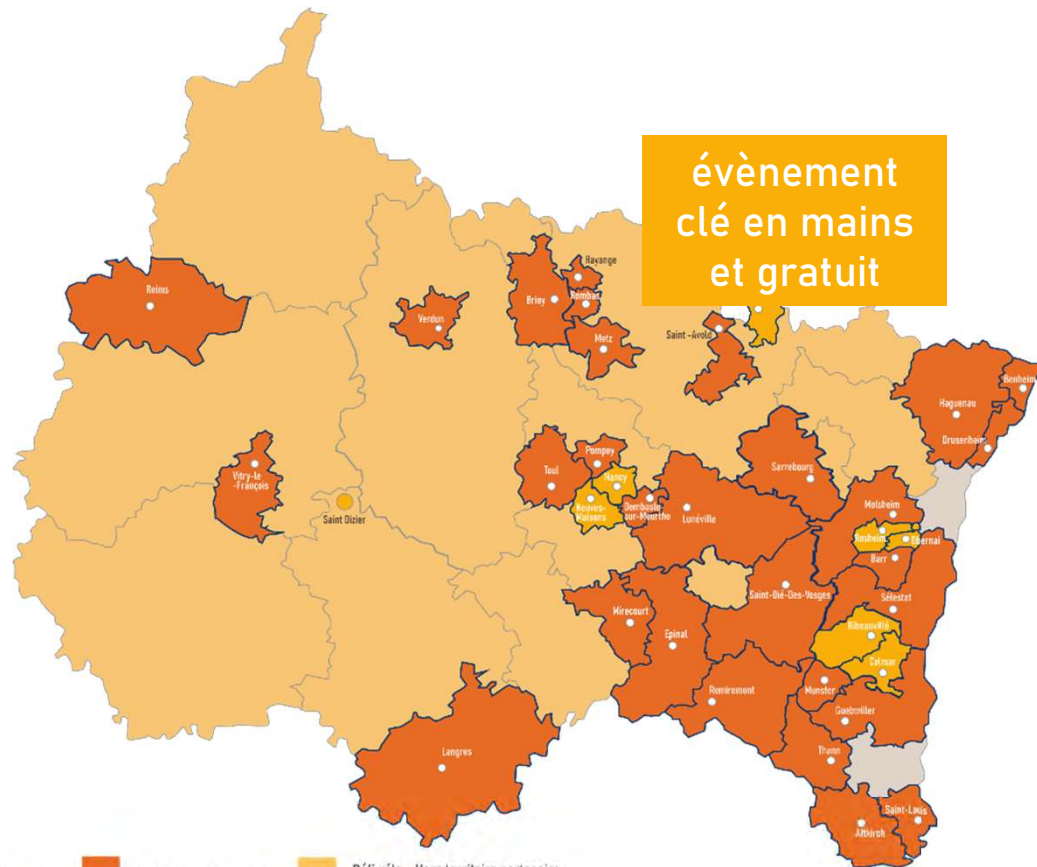 évènement
clé en mains
et gratuit
Hayange
Reims
Briey
Rombas
Verdun
Metz
Saint-Avold
Haguenau
Drusenheim
Vitry-le
-François
Toul
Pompey
Nancy
Sarrebourg
Neuves-
Maisons
Dombasle
sur-Meurthe
Lunéville
Molsheim
Saint Dizier
Rosheim
Obernai
Barr
Saint-Dié-Des-Vosges
Sélestat
Mirecourt
Epinal
Ribeauvillé
Colmar
Munster
Romiremont
Guebwiller
Langres
Thann
Saint-Louis
Altkirch